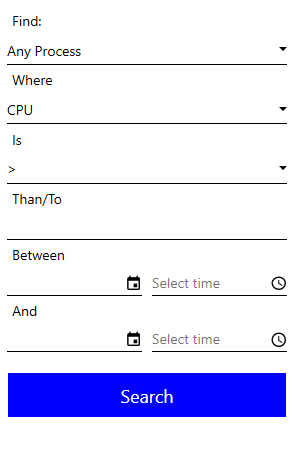 Find:
Any Process
Where
CPU
Is
>
Than/To
Between
Select time
And
Select time
Search